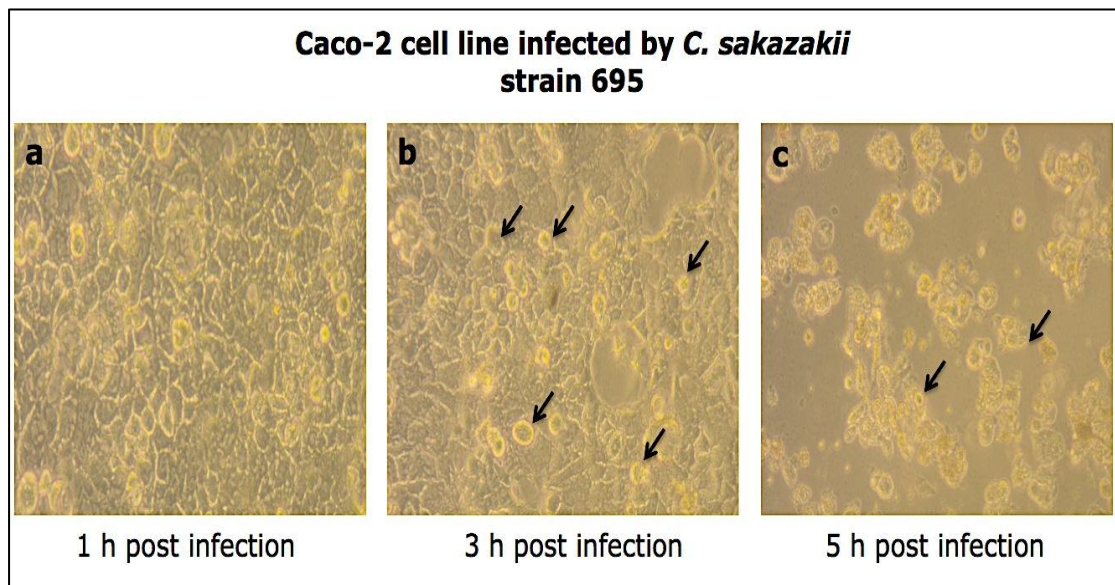 Caco-2 cell line infected by C. sakazakii
strain 695
a
b
c
1 h post infection
3 h post infection
5 h post infection